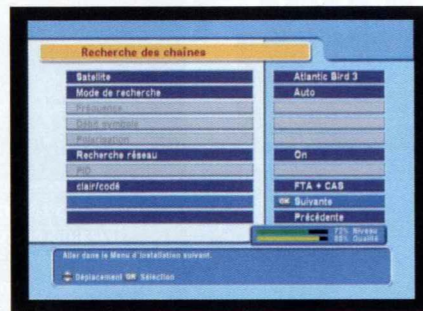 Recherche des chaînes
Satellite Atlantic Bird 3
Mode de recherche Auto
Fréquence
Débit symbole
Polarisation
Recherche réseau On
PID
clair/codé FTA + CAS
OK Suivante
Précédente
72% Niveau
Qualité
Aller dans le Menu d'installation suivant.
Déplacement OK Sélection